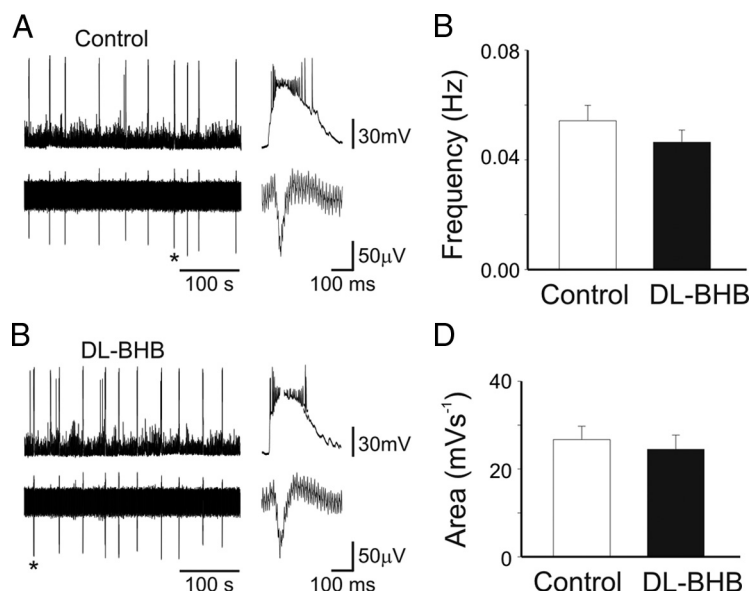 A
Control
30mV
50μV
*
100 s
100 ms
B
0.08
0.04
0.00
Frequency (Hz)
Control
DL-BHB
B
DL-BHB
30mV
50μV
*
100 s
100 ms
D
40
20
0
Area (mVs⁻¹)
Control
DL-BHB